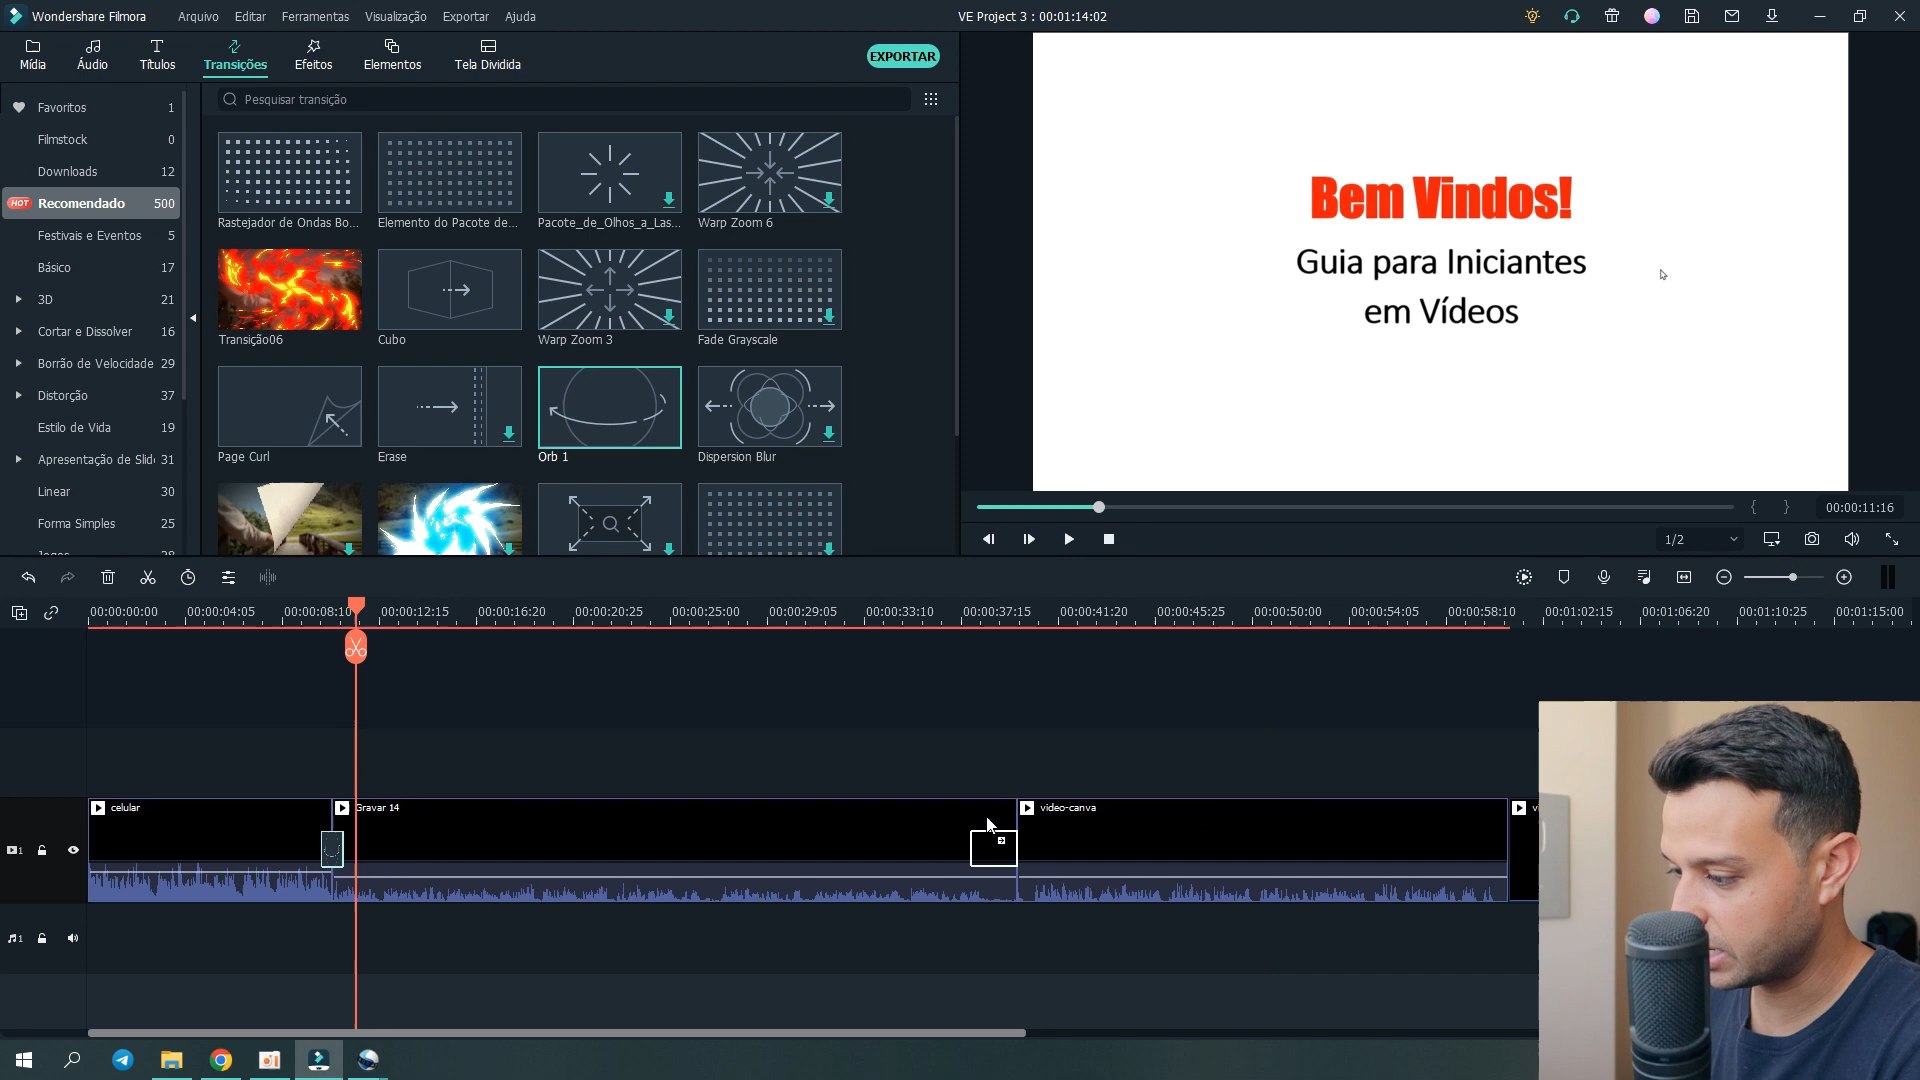 Wondershare Filmora
Arquivo
Editar
Ferramentas
Visualização
Exportar
Ajuda
VE Project 3 : 00:01:14:02
Mídia
Áudio
Títulos
Transições
Efeitos
Elementos
Tela Dividida
EXPORTAR
Favoritos 1
Filmstock 0
Downloads 12
HOT Recomendado 500
Festivais e Eventos 5
Básico 17
3D 21
Cortar e Dissolver 16
Borrão de Velocidade 29
Distorção 37
Estilo de Vida 19
Apresentação de Slid 31
Linear 30
Forma Simples 25
Pesquisar transição
Rastejador de Ondas Bo...
Elemento do Pacote de...
Pacote_de_Olhos_a_Las...
Warp Zoom 6
Transição06
Cubo
Warp Zoom 3
Fade Grayscale
Page Curl
Erase
Orb 1
Dispersion Blur
Bem Vindos!
Guia para Iniciantes
em Vídeos
{ }
00:00:11:16
1/2
00:00:00:00
00:00:04:05
00:00:08:10
00:00:12:15
00:00:16:20
00:00:20:25
00:00:25:00
00:00:29:05
00:00:33:10
00:00:37:15
00:00:41:20
00:00:45:25
00:00:50:00
00:00:54:05
00:00:58:10
00:01:02:15
00:01:06:20
00:01:10:25
00:01:15:00
celular
Gravar 14
video-canva
1
1